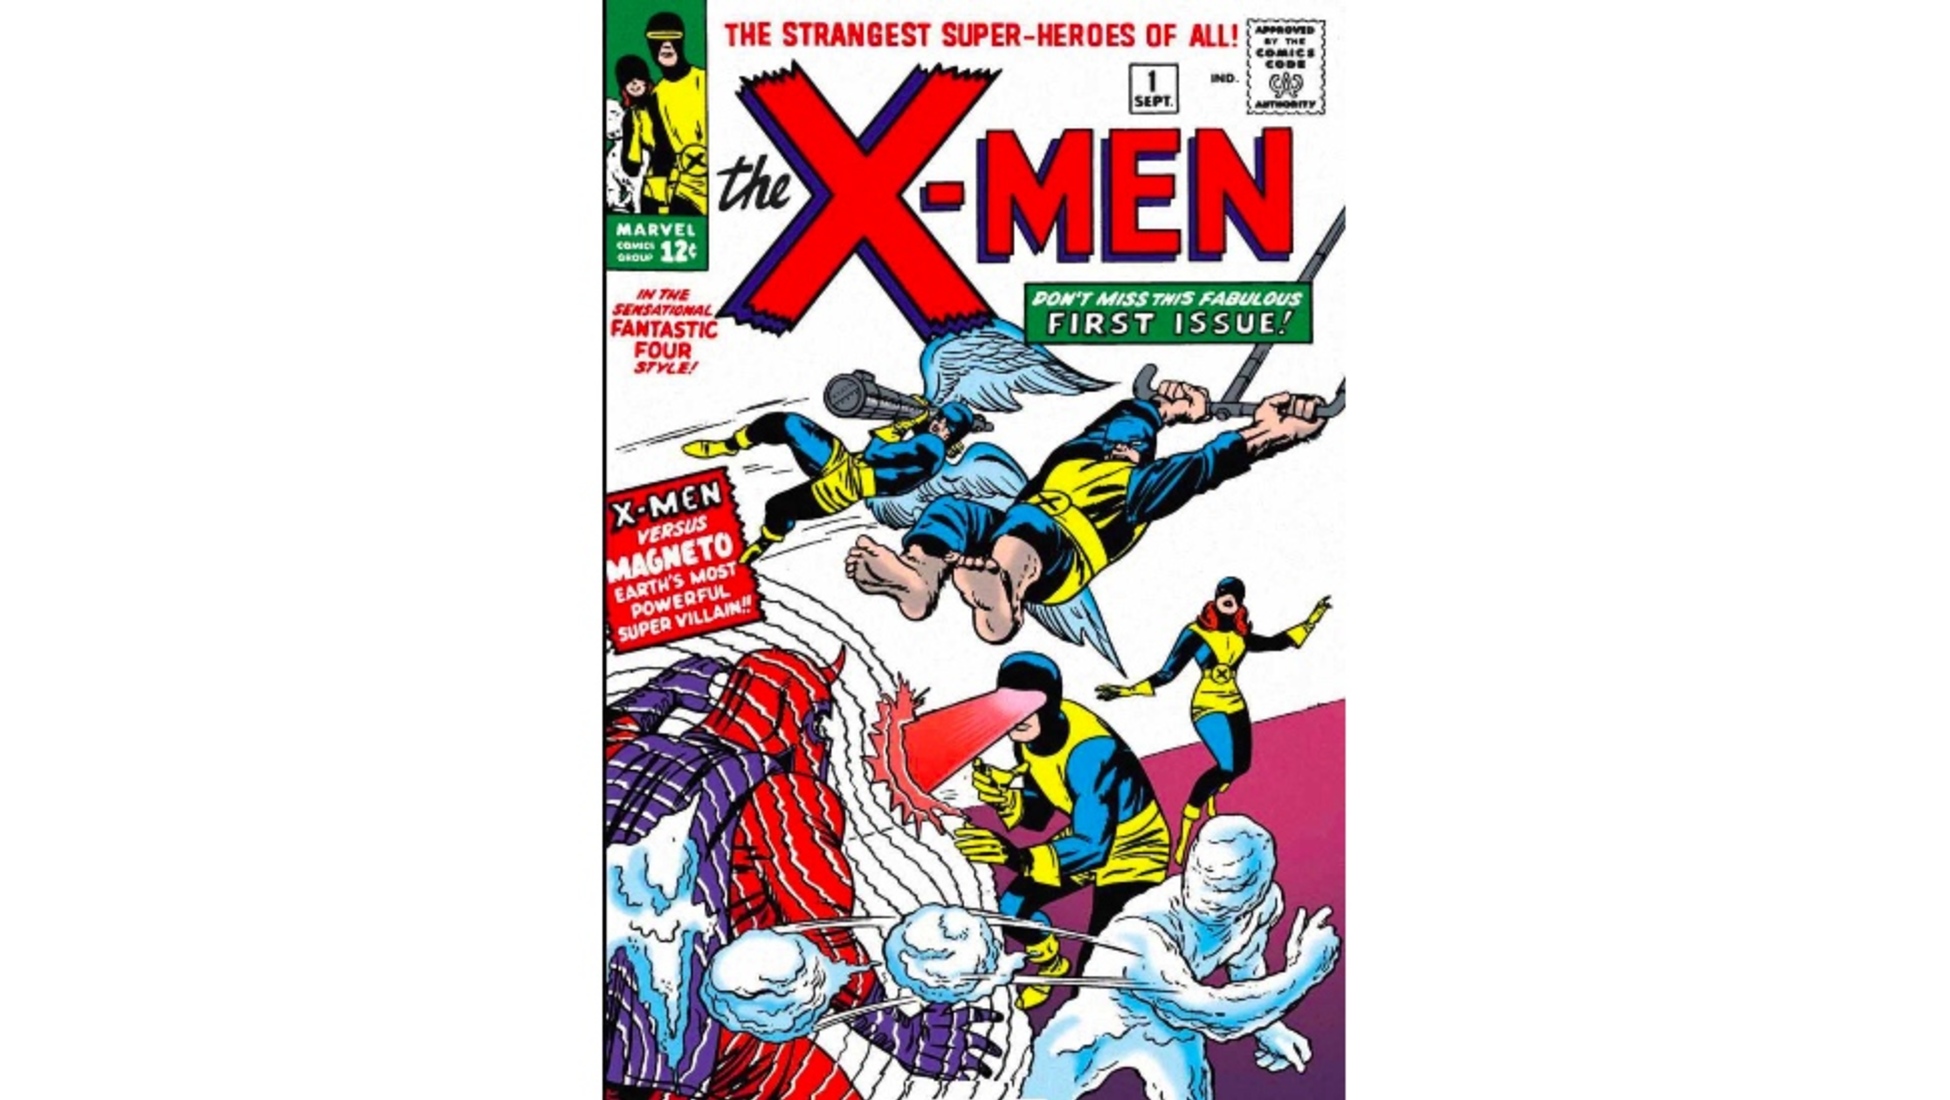 THE STRANGEST SUPER-HEROES OF ALL!
APPROVED
BY THE
COMICS
CODE
AUTHORITY
1
SEPT.
IND.
the X-MEN
MARVEL
COMICS
GROUP 12¢
DON'T MISS THIS FABULOUS
FIRST ISSUE!
IN THE
SENSATIONAL
FANTASTIC
FOUR
STYLE!
X-MEN
VERSUS
MAGNETO
EARTH'S MOST
POWERFUL
SUPER VILLAIN!!